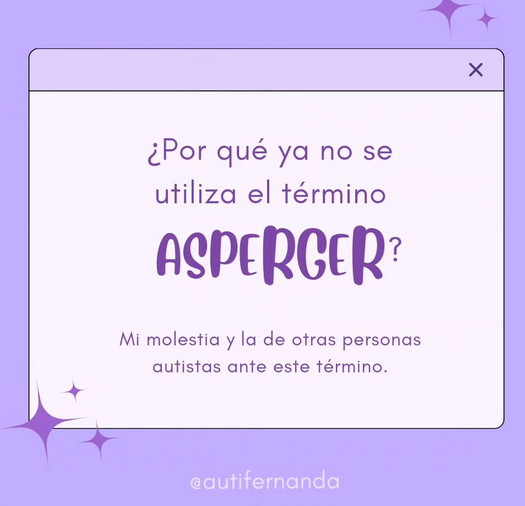 ¿Por qué ya no se
utiliza el término
ASPERGER?
Mi molestia y la de otras personas
autistas ante este término.
@autifernanda